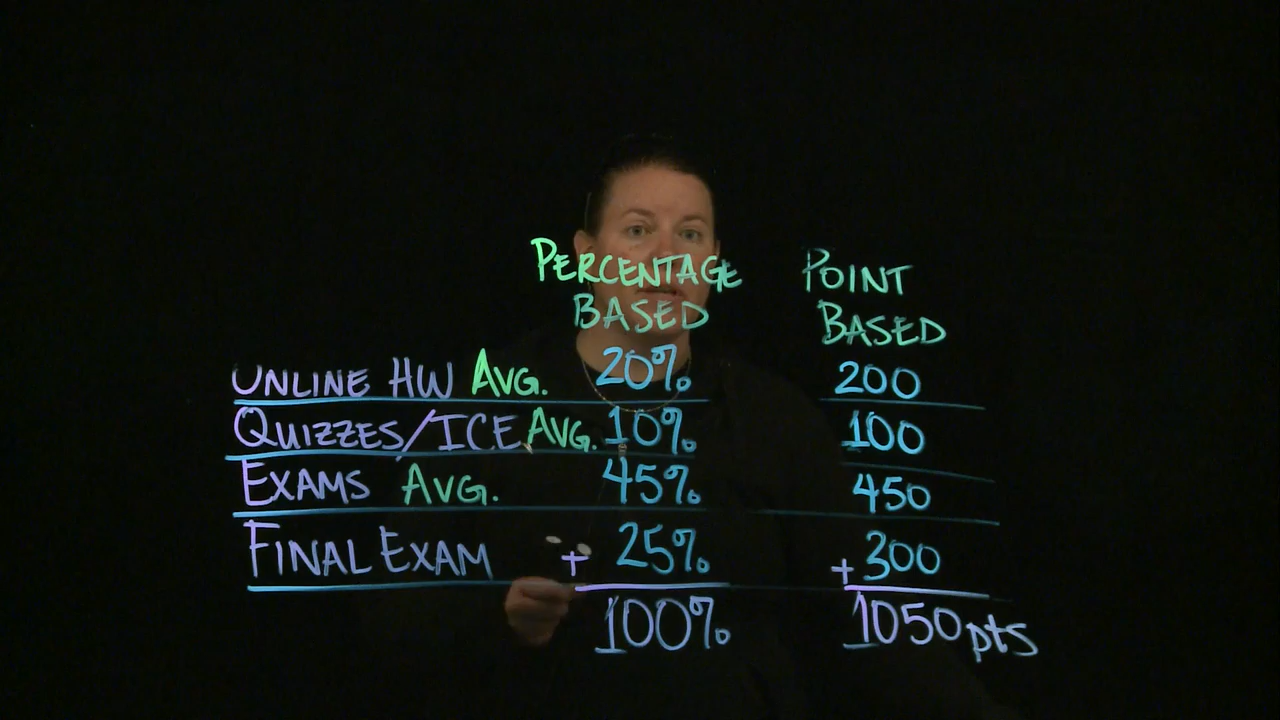 PERCENTAGE BASED
POINT BASED
ONLINE HW AVG. 20% 200
QUIZZES/ICE AVG. 10% 100
EXAMS AVG. 45% 450
FINAL EXAM + 25% + 300
100% 1050 pts